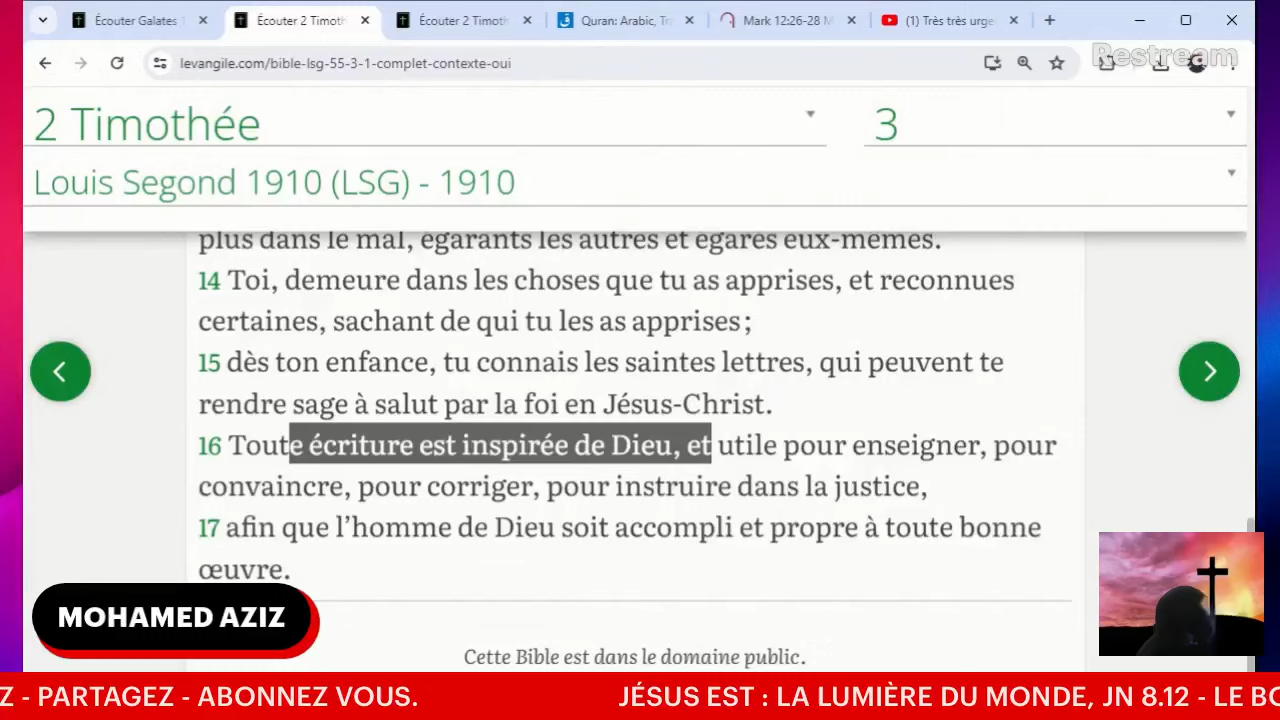 Écouter Galates 1
Écouter 2 Timoth
Écouter 2 Timoth
Quran: Arabic, Tra
Mark 12:26-28 M
(1) Très très urge
levangile.com/bible-lsg-55-3-1-complet-contexte-oui
Restream
2 Timothée
3
Louis Segond 1910 (LSG) - 1910
plus dans le mal, égarants les autres et égarés eux-mêmes.
14 Toi, demeure dans les choses que tu as apprises, et reconnues
certaines, sachant de qui tu les as apprises;
15 dès ton enfance, tu connais les saintes lettres, qui peuvent te
rendre sage à salut par la foi en Jésus-Christ.
16 Toute écriture est inspirée de Dieu, et utile pour enseigner, pour
convaincre, pour corriger, pour instruire dans la justice,
17 afin que l'homme de Dieu soit accompli et propre à toute bonne
œuvre.
MOHAMED AZIZ
Cette Bible est dans le domaine public.
Z - PARTAGEZ - ABONNEZ VOUS. JÉSUS EST : LA LUMIÈRE DU MONDE, JN 8.12 - LE BO